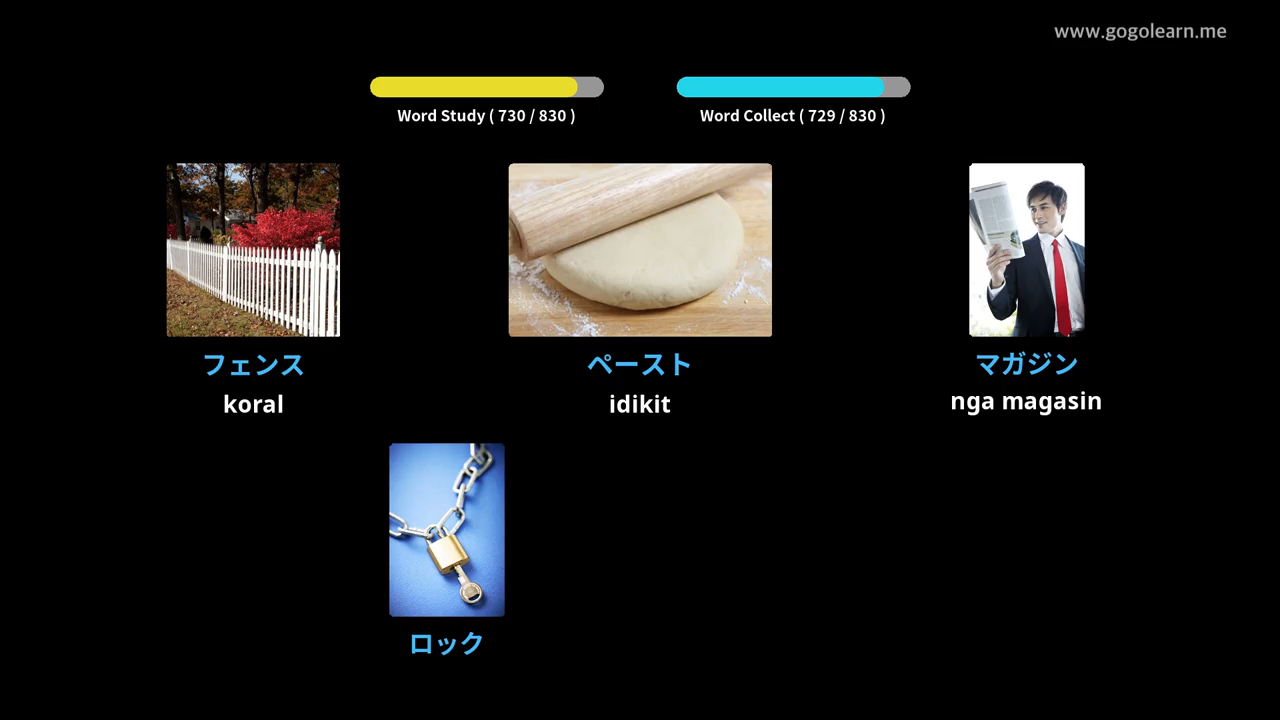 www.gogolearn.me
Word Study ( 730 / 830 )
Word Collect ( 729 / 830 )
フェンス
koral
ペースト
idikit
マガジン
nga magasin
ロック